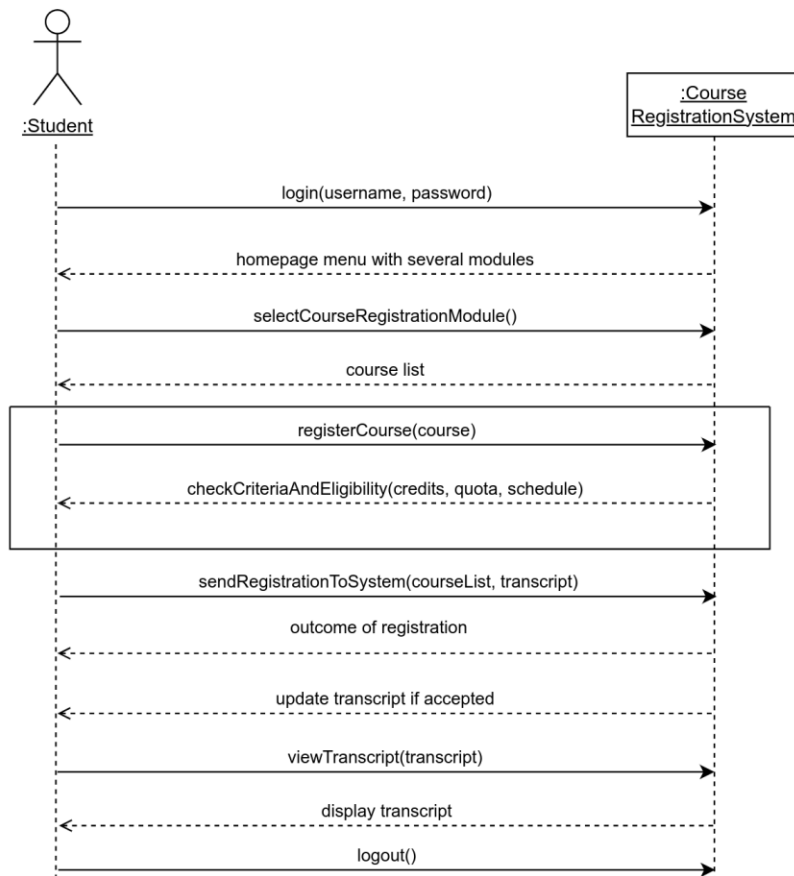 :Student
:Course
RegistrationSystem
login(username, password)
homepage menu with several modules
selectCourseRegistrationModule()
course list
registerCourse(course)
checkCriteriaAndEligibility(credits, quota, schedule)
sendRegistrationToSystem(courseList, transcript)
outcome of registration
update transcript if accepted
viewTranscript(transcript)
display transcript
logout()